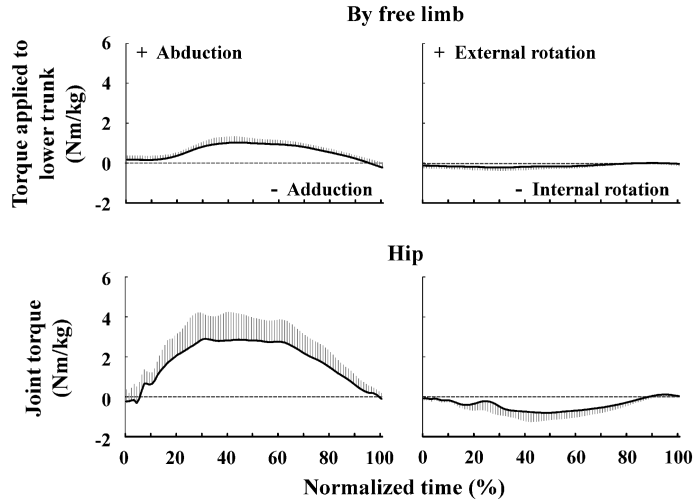 By free limb
Torque applied to
lower trunk
(Nm/kg)
6
4
2
0
-2
+ Abduction
- Adduction
+ External rotation
- Internal rotation
Hip
Joint torque
(Nm/kg)
6
4
2
0
-2
0 20 40 60 80 100
0 20 40 60 80 100
Normalized time (%)